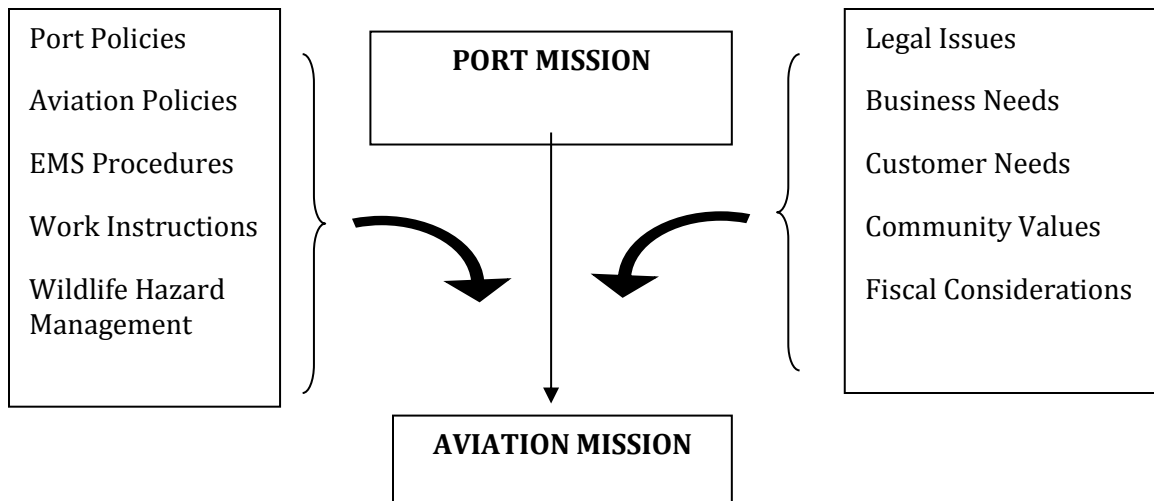 Port Policies
Aviation Policies
EMS Procedures
Work Instructions
Wildlife Hazard
Management
PORT MISSION
Legal Issues
Business Needs
Customer Needs
Community Values
Fiscal Considerations
AVIATION MISSION